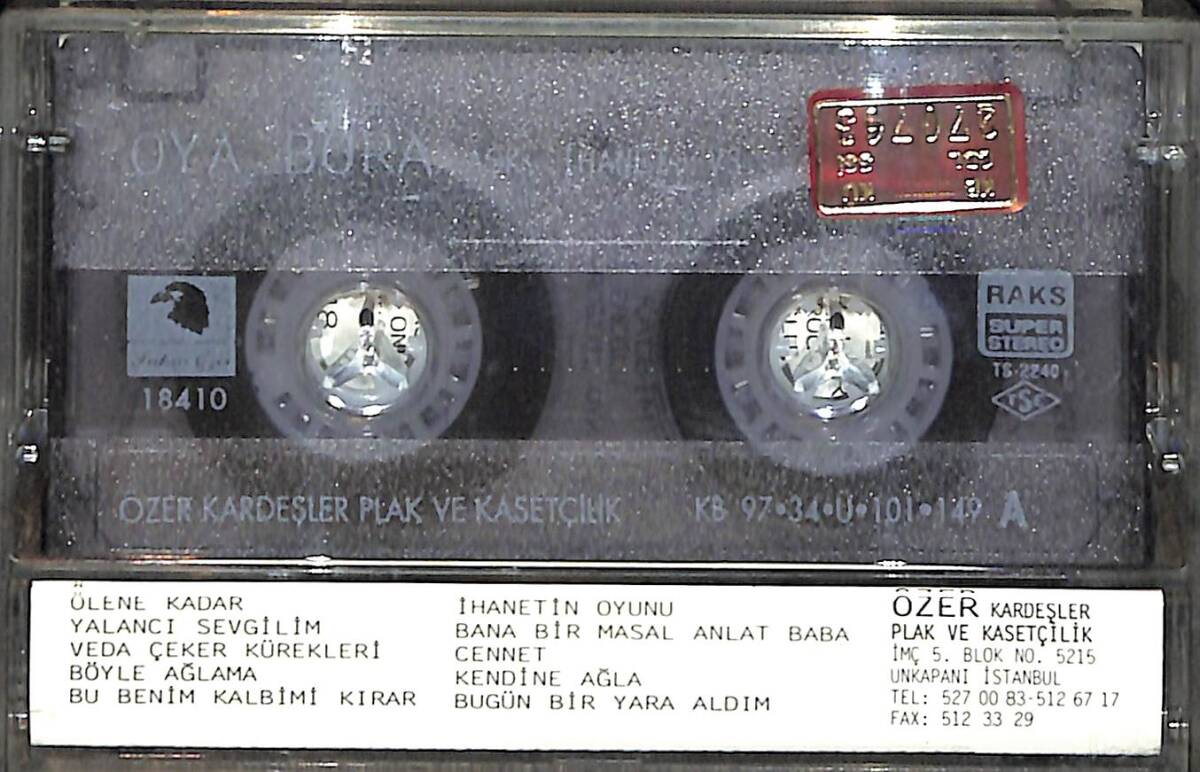 OYA BORA
270793
RAKS
SUPER
STEREO
TS-2240
TSE
18410
ÖZER KARDEŞLER PLAK VE KASETÇİLİK KB 97•34•U•101•149 A
ÖLENE KADAR
YALANCI SEVGİLİM
VEDA ÇEKER KÜREKLERİ
BÖYLE AĞLAMA
BU BENİM KALBİMİ KIRAR
İHANETİN OYUNU
BANA BİR MASAL ANLAT BABA
CENNET
KENDİNE AĞLA
BUGÜN BİR YARA ALDIM
ÖZER KARDEŞLER
PLAK VE KASETÇİLİK
İMÇ 5. BLOK NO. 5215
UNKAPANI İSTANBUL
TEL: 527 00 83-512 67 17
FAX: 512 33 29